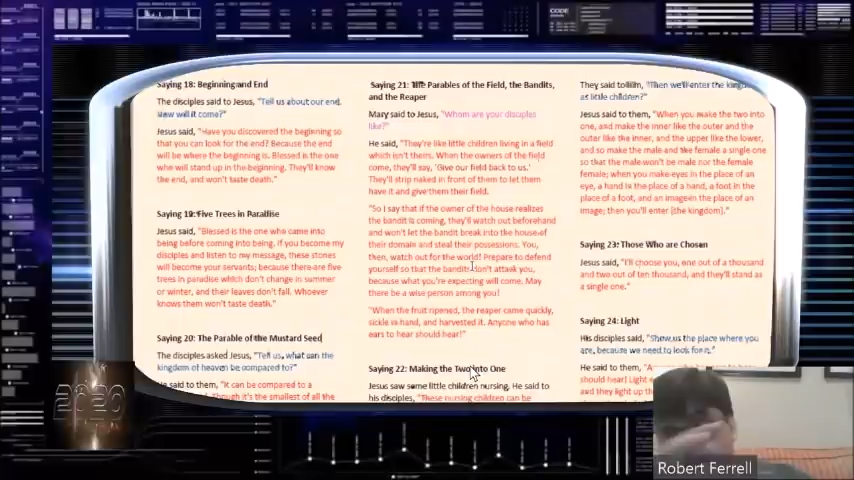 CODE
Saying 18: Beginning and End
The disciples said to Jesus, "Tell us about our end.
How will it come?"
Jesus said, "Have you discovered the beginning so
that you can look for the end? Because the end
will be where the beginning is. Blessed is the one
who will stand up in the beginning. They'll know
the end, and won't taste death."
Saying 19: Five Trees in Paradise
Jesus said, "Blessed is the one who came into
being before coming into being. If you become my
disciples and listen to my message, these stones
will become your servants; because there are five
trees in paradise which don't change in summer
or winter, and their leaves don't fall. Whoever
knows them won't taste death."
Saying 20: The Parable of the Mustard Seed
The disciples asked Jesus, "Tell us, what can the
kingdom of heaven be compared to?"
He said to them, "It can be compared to a
Though it's the smallest of all the
Saying 21: The Parables of the Field, the Bandits,
and the Reaper
Mary said to Jesus, "Whom are your disciples
like?"
He said, "They're like little children living in a field
which isn't theirs. When the owners of the field
come, they'll say, 'Give our field back to us.'
They'll strip naked in front of them to let them
have it and give them their field.
"So I say that if the owner of the house realizes
the bandit is coming, they'll watch out beforehand
and won't let the bandit break into the house of
their domain and steal their possessions. You,
then, watch out for the world! Prepare to defend
yourself so that the bandits don't attack you,
because what you're expecting will come. May
there be a wise person among you!
"When the fruit ripened, the reaper came quickly,
sickle in hand, and harvested it. Anyone who has
ears to hear should hear!"
Saying 22: Making the Two into One
Jesus saw some little children nursing. He said to
his disciples, "These nursing children can be
They said to him, "Then we'll enter the kingdom
as little children?"
Jesus said to them, "When you make the two into
one, and make the inner like the outer and the
outer like the inner, and the upper like the lower,
and so make the male and the female a single one
so that the male won't be male nor the female
female; when you make eyes in the place of an
eye, a hand in the place of a hand, a foot in the
place of a foot, and an image in the place of an
image; then you'll enter [the kingdom]."
Saying 23: Those Who are Chosen
Jesus said, "I'll choose you, one out of a thousand
and two out of ten thousand, and they'll stand as
a single one."
Saying 24: Light
His disciples said, "Show us the place where you
are, because we need to look for it."
He said to them,
should hear! Light
and they light up th
2020
Robert Ferrell